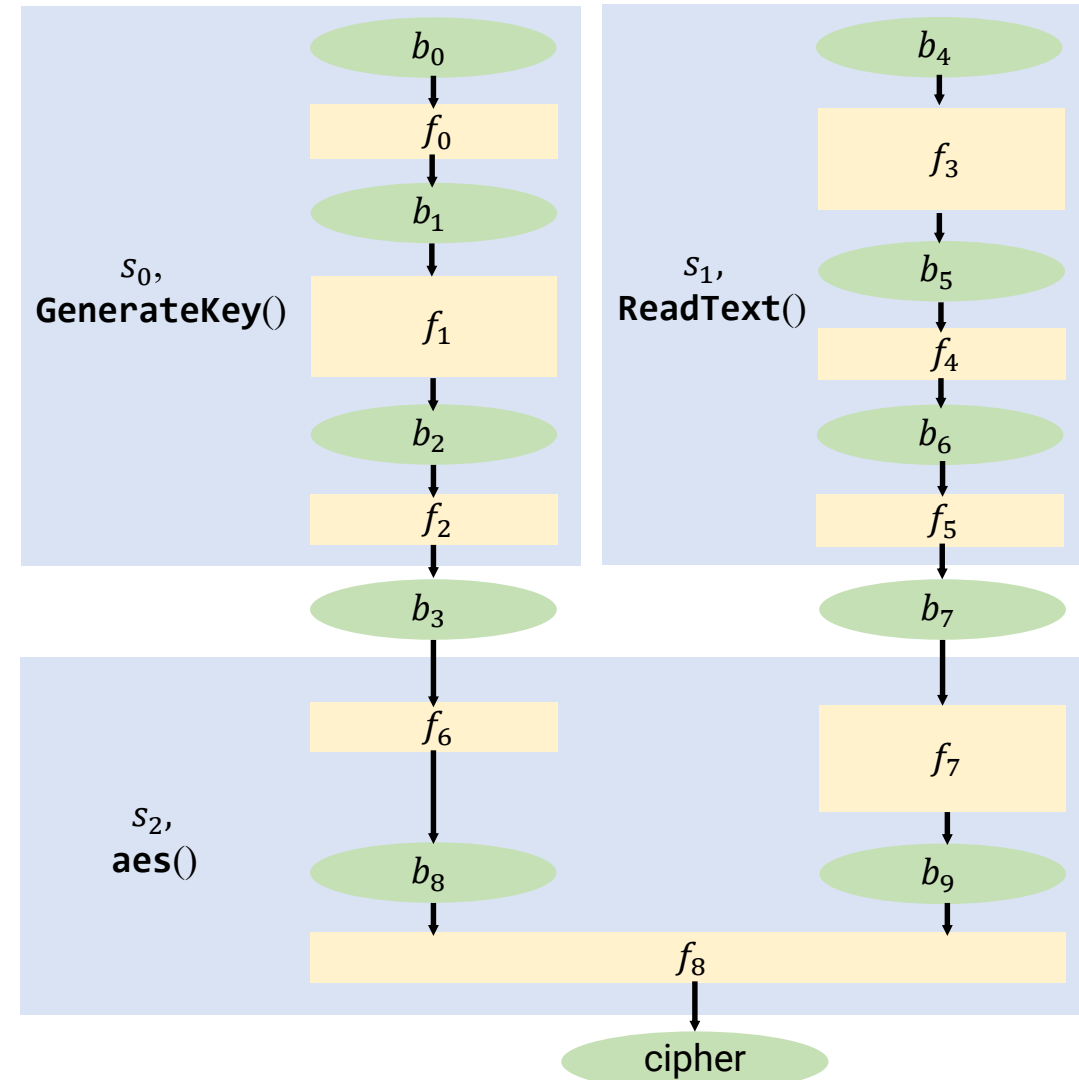 b₀
f₀
b₁
s₀,
GenerateKey()
f₁
b₂
f₂
b₄
f₃
s₁,
ReadText()
b₅
f₄
b₆
f₅
b₃
b₇
f₆
f₇
s₂,
aes()
b₈
b₉
f₈
cipher